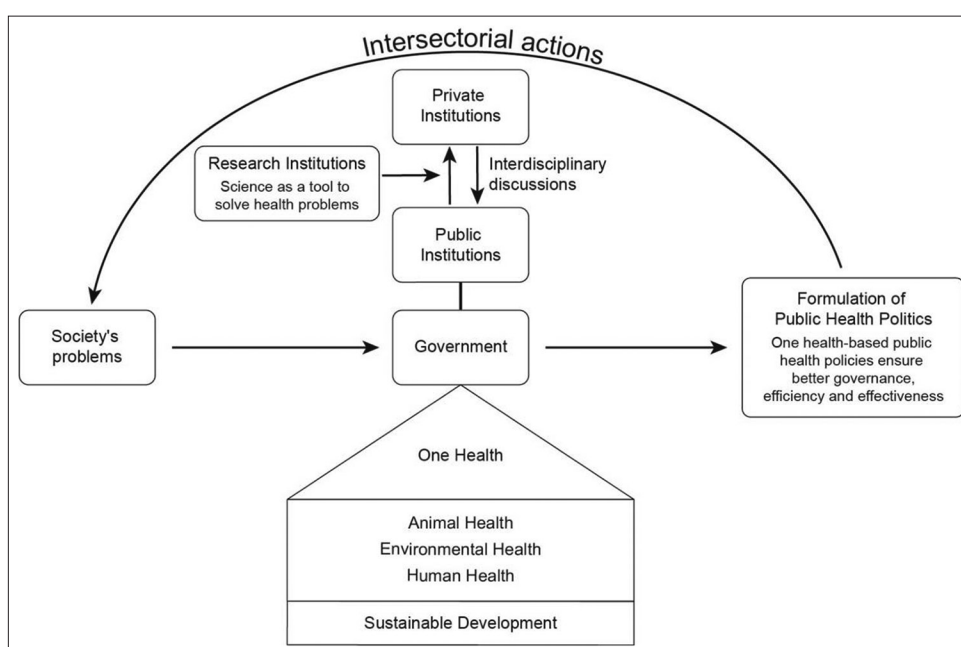 Intersectorial actions
Private
Institutions
Research Institutions
Science as a tool to
solve health problems
Interdisciplinary
discussions
Public
Institutions
Society's
problems
Government
Formulation of
Public Health Politics
One health-based public
health policies ensure
better governance,
efficiency and effectiveness
One Health
Animal Health
Environmental Health
Human Health
Sustainable Development